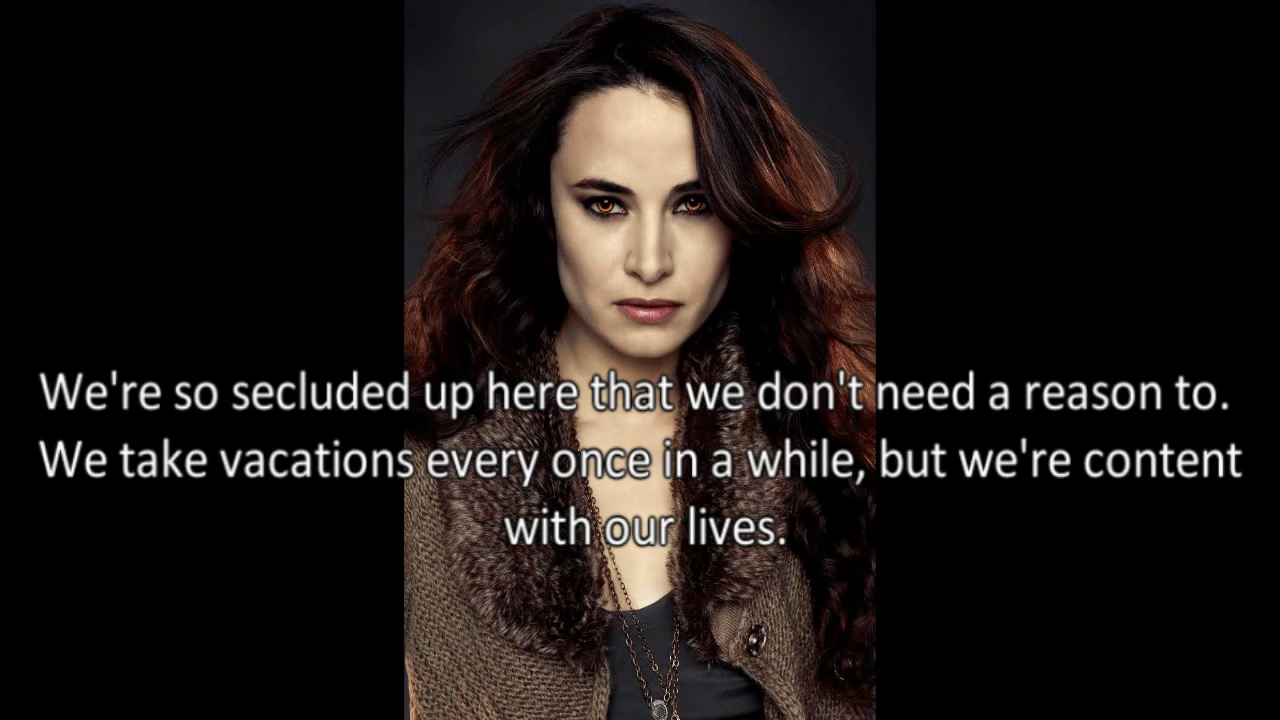 We're so secluded up here that we don't need a reason to.
We take vacations every once in a while, but we're content
with our lives.